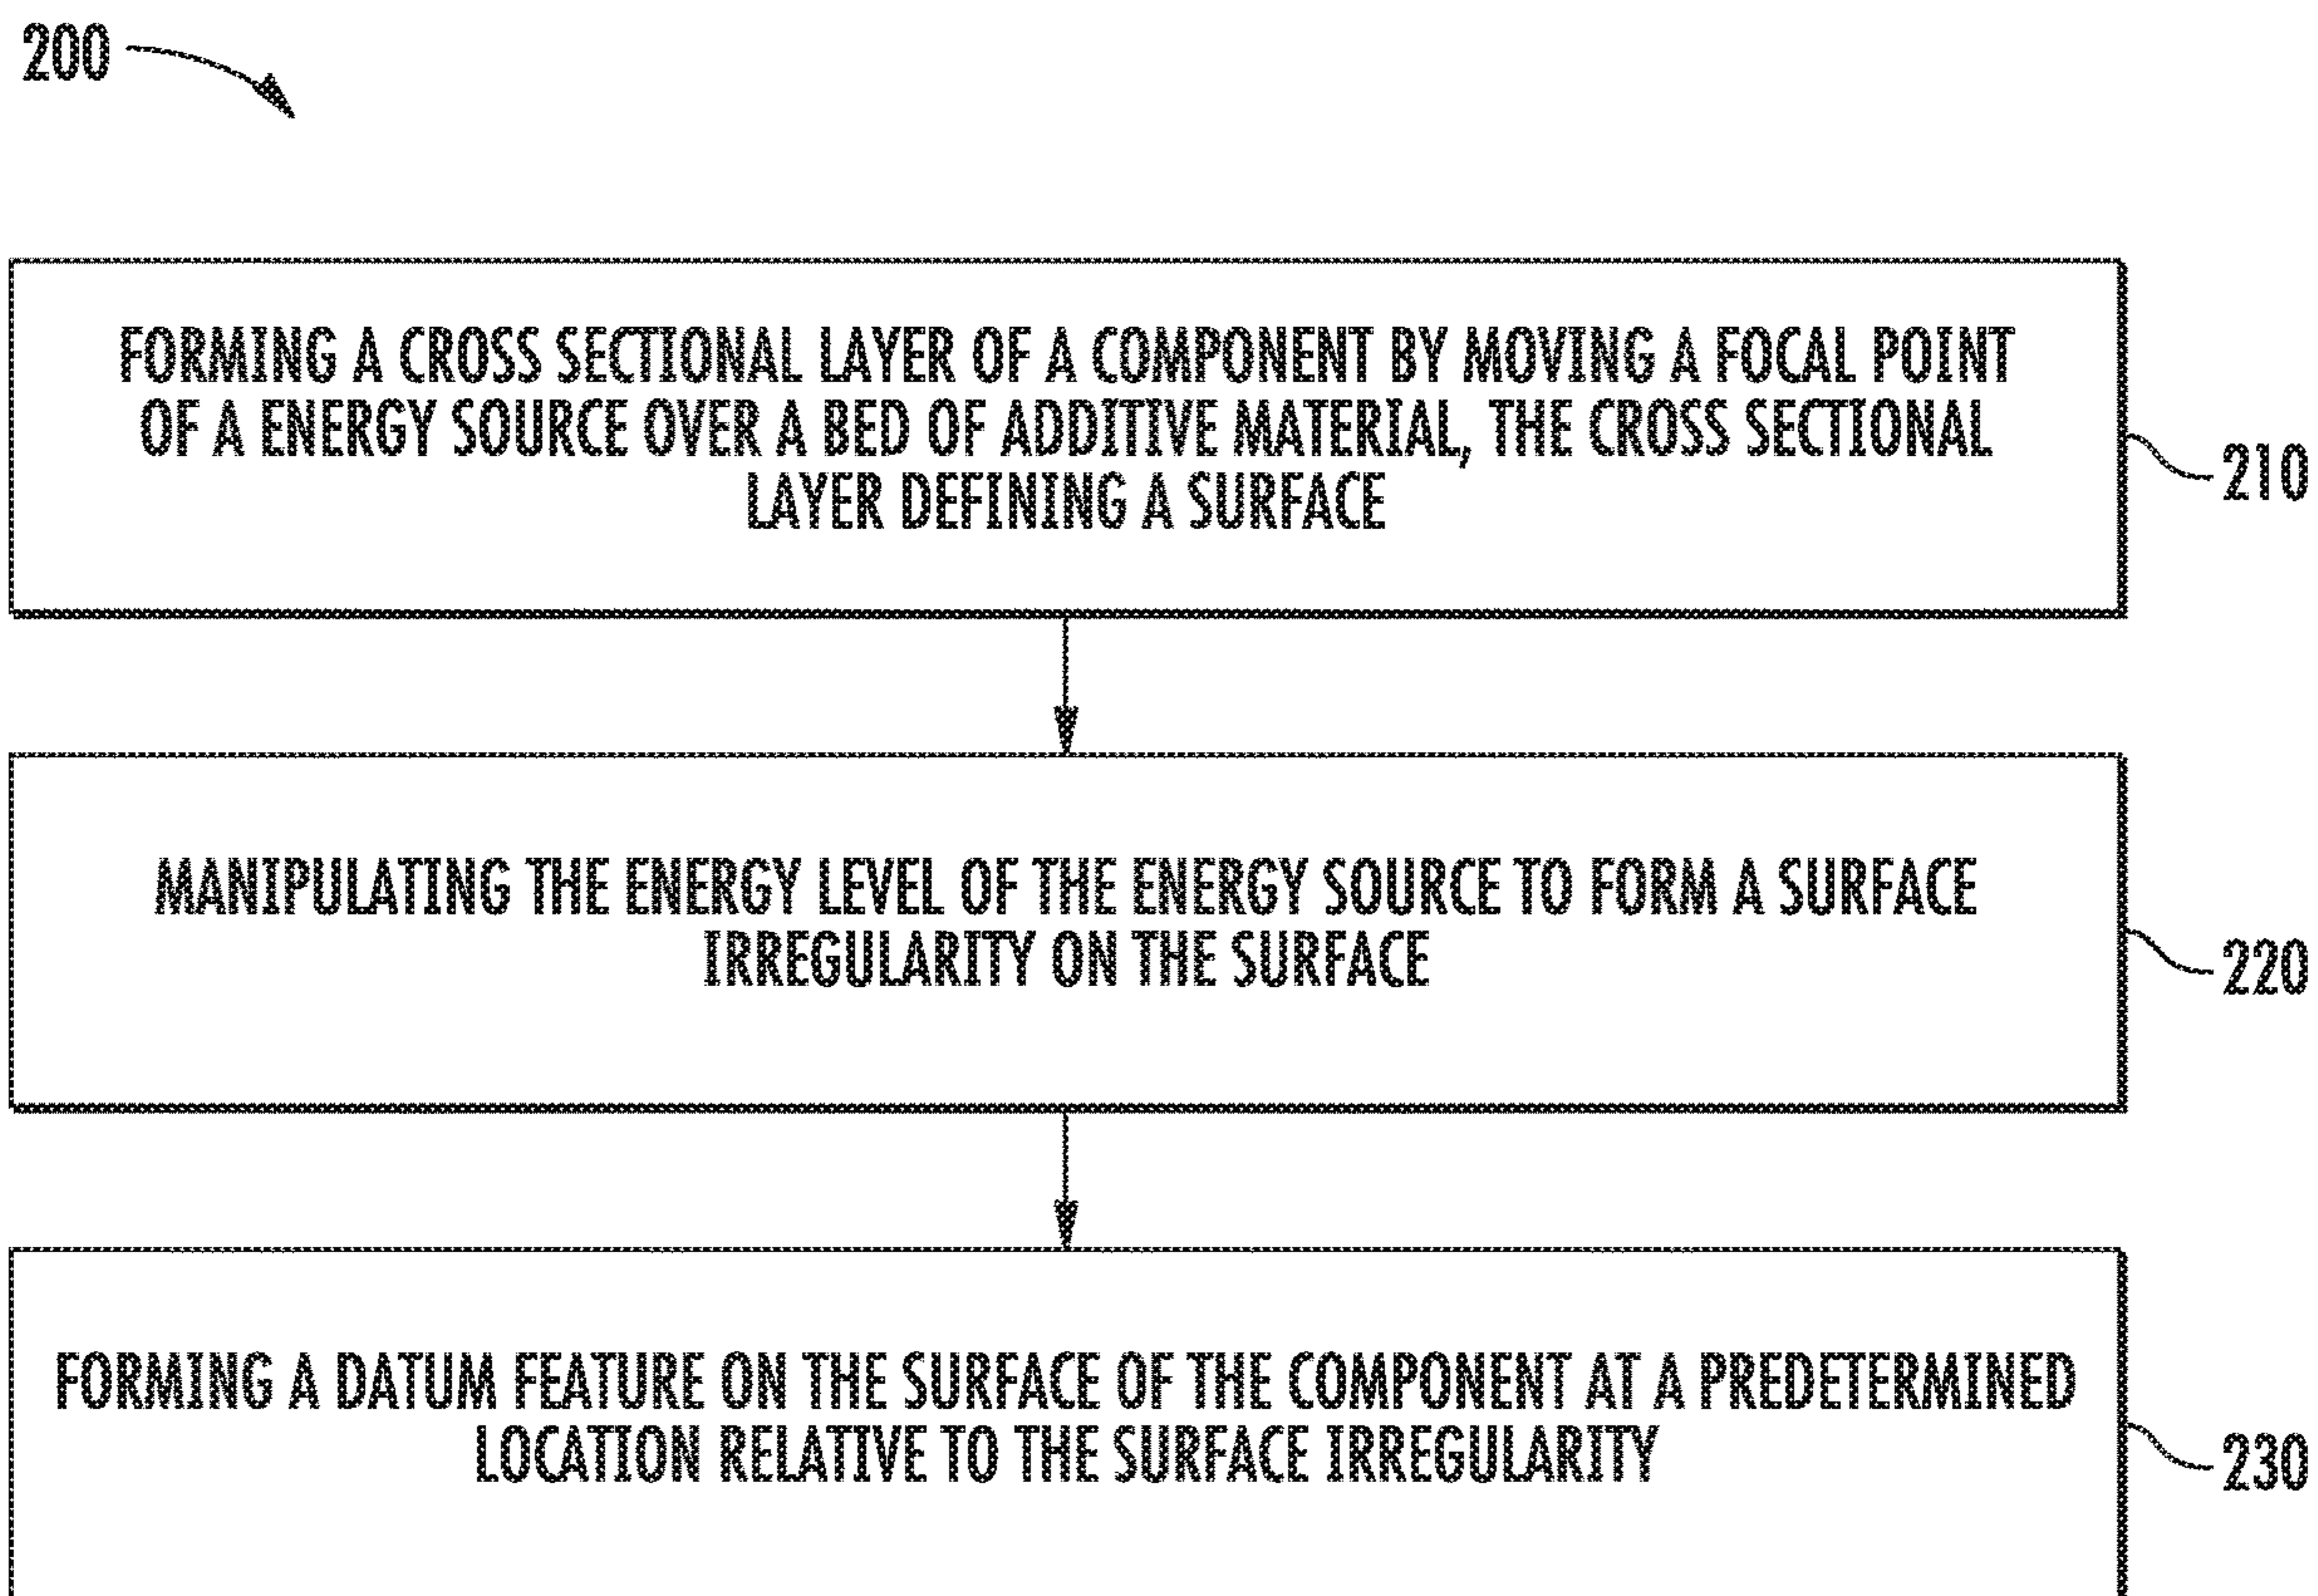 200
FORMING A CROSS SECTIONAL LAYER OF A COMPONENT BY MOVING A FOCAL POINT
OF A ENERGY SOURCE OVER A BED OF ADDITIVE MATERIAL, THE CROSS SECTIONAL
LAYER DEFINING A SURFACE
210
MANIPULATING THE ENERGY LEVEL OF THE ENERGY SOURCE TO FORM A SURFACE
IRREGULARITY ON THE SURFACE
220
FORMING A DATUM FEATURE ON THE SURFACE OF THE COMPONENT AT A PREDETERMINED
LOCATION RELATIVE TO THE SURFACE IRREGULARITY
230